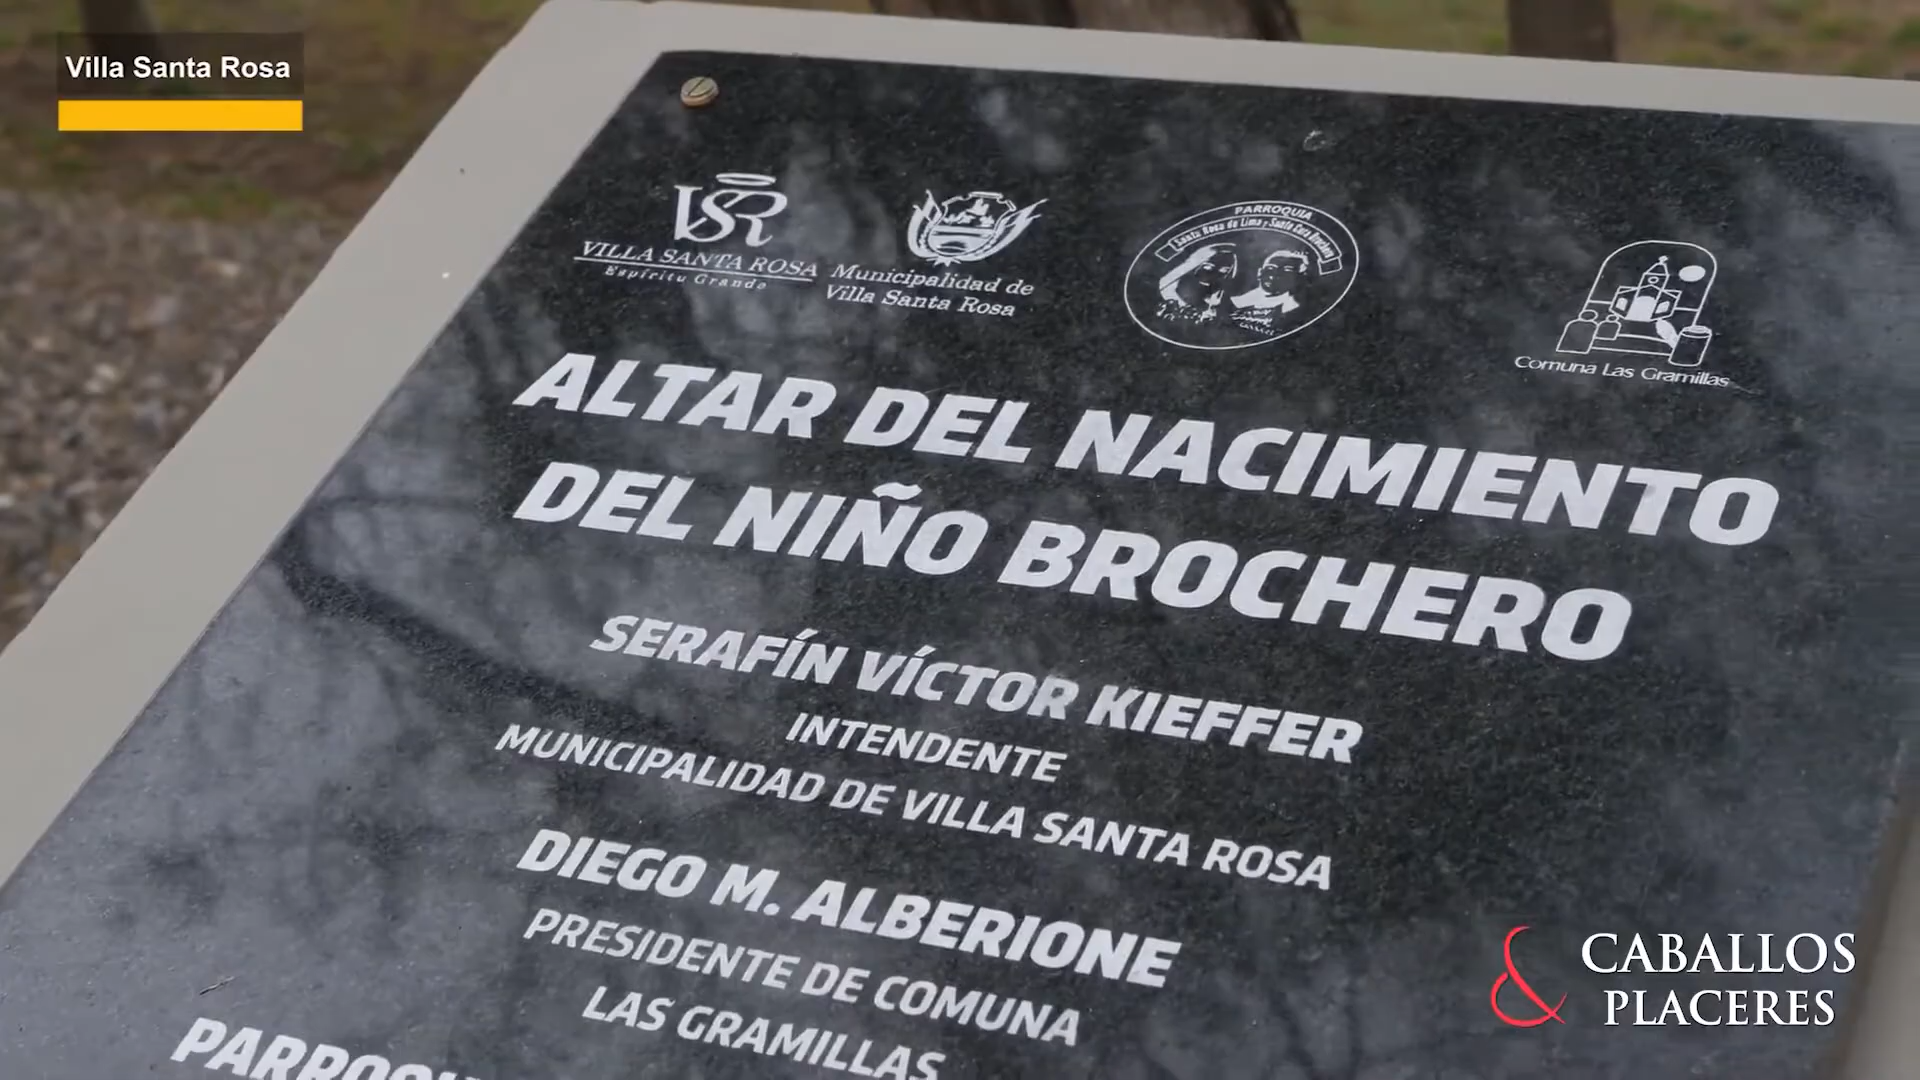 Villa Santa Rosa
VSR
VILLA SANTA ROSA
Espíritu Grande
Municipalidad de
Villa Santa Rosa
PARROQUIA
Santa Rosa de Lima y Santo Cura Brochero
Comuna Las Gramillas
ALTAR DEL NACIMIENTO
DEL NIÑO BROCHERO
SERAFÍN VÍCTOR KIEFFER
INTENDENTE
MUNICIPALIDAD DE VILLA SANTA ROSA
DIEGO M. ALBERIONE
PRESIDENTE DE COMUNA
LAS GRAMILLAS
CABALLOS
& PLACERES